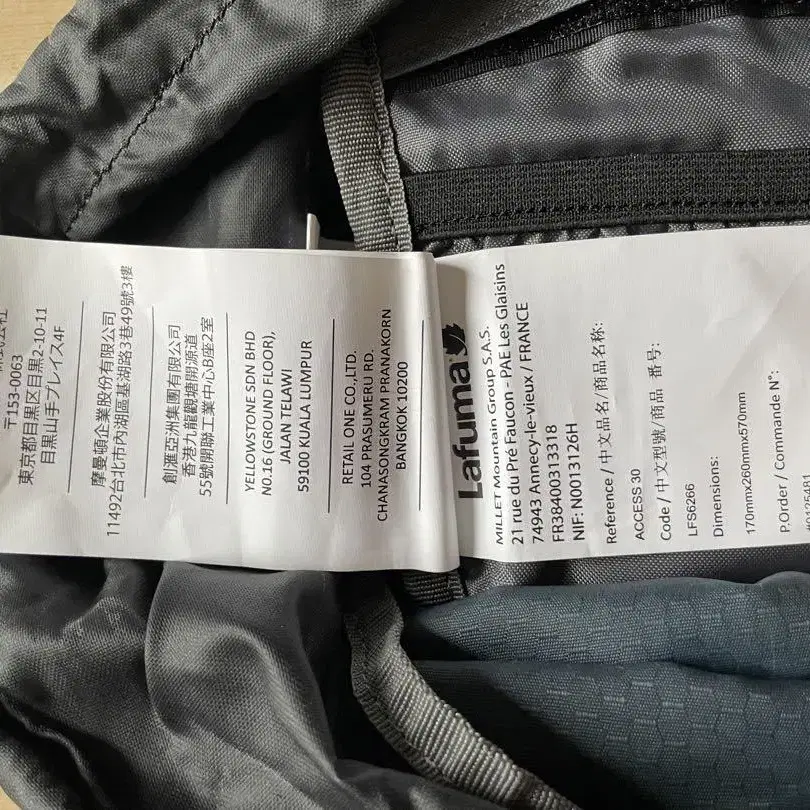 〒153-0063
東京都目黒区目黒2-10-11
目黒山手プレイス4F
摩曼頓企業股份有限公司
11492台北市內湖區基湖路3巷49號3樓
創滙亞洲集團有限公司
香港九龍觀塘開源道
55號開聯工業中心B座2室
YELLOWSTONE SDN BHD
NO.16 (GROUND FLOOR),
JALAN TELAWI
59100 KUALA LUMPUR
RETAIL ONE CO.,LTD.
104 PRASUMERU RD.
CHANASONGKRAM PRANAKORN
BANGKOK 10200
Lafuma
MILLET Mountain Group S.A.S.
21 rue du Pré Faucon - PAE Les Glaisins
74943 Annecy-le-vieux / FRANCE
FR38400313318
NIF: N0013126H
Reference / 中文品名/商品名称:
ACCESS 30
Code / 中文型號/商品 番号:
LFS6266
Dimensions:
170mmx260mmx570mm
P.Order / Commande N°: